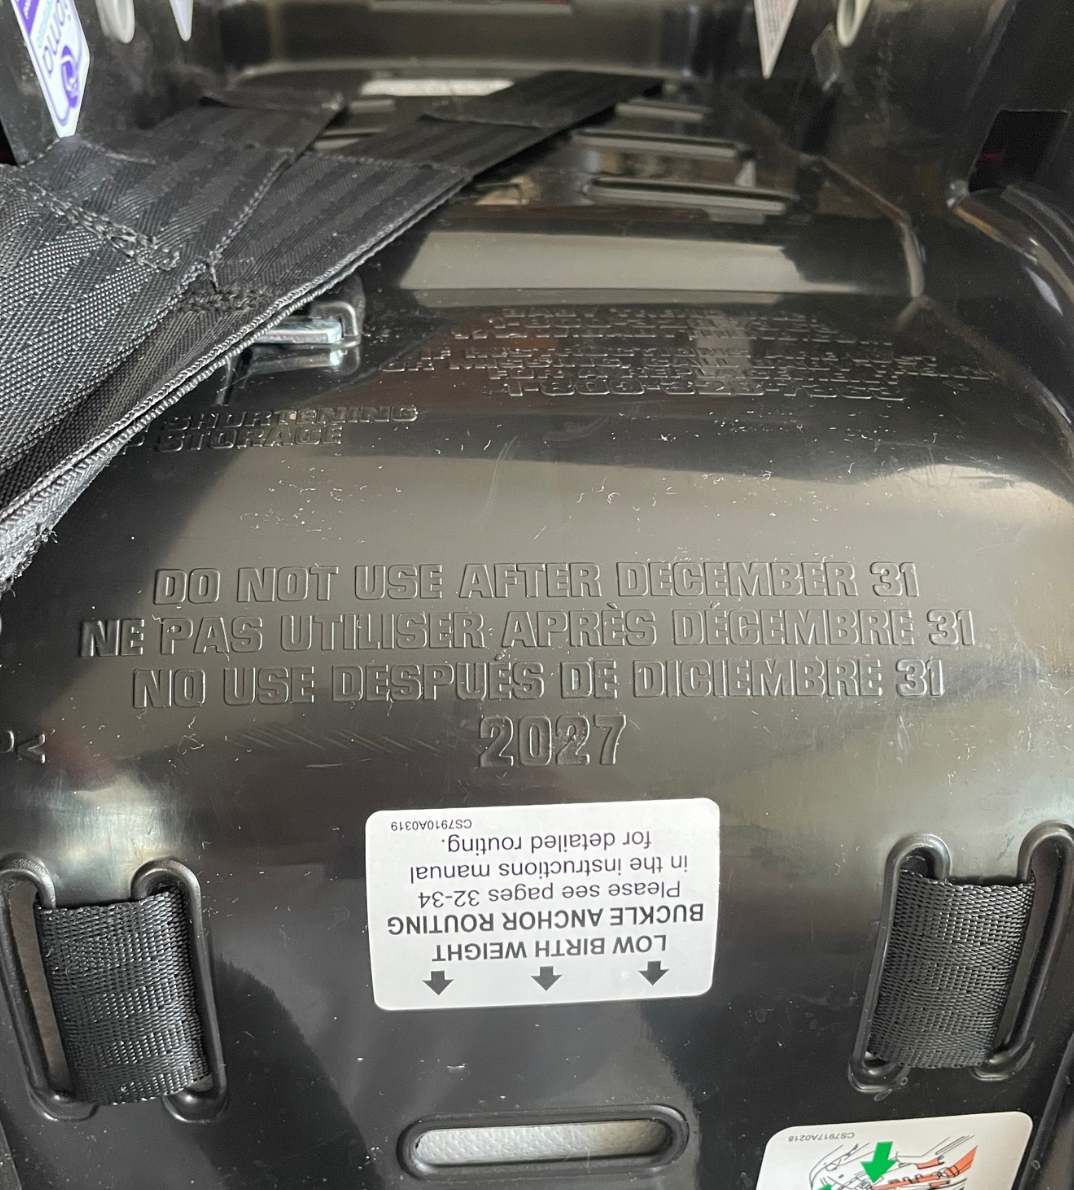 SHORTENING
STORAGE
DO NOT USE AFTER DECEMBER 31
NE PAS UTILISER APRÈS DÉCEMBRE 31
NO USE DESPUÉS DE DICIEMBRE 31
2027
LOW BIRTH WEIGHT
BUCKLE ANCHOR ROUTING
Please see pages 32-34
in the instructions manual
for detailed routing.
CS7910A0319
CS7917A0218